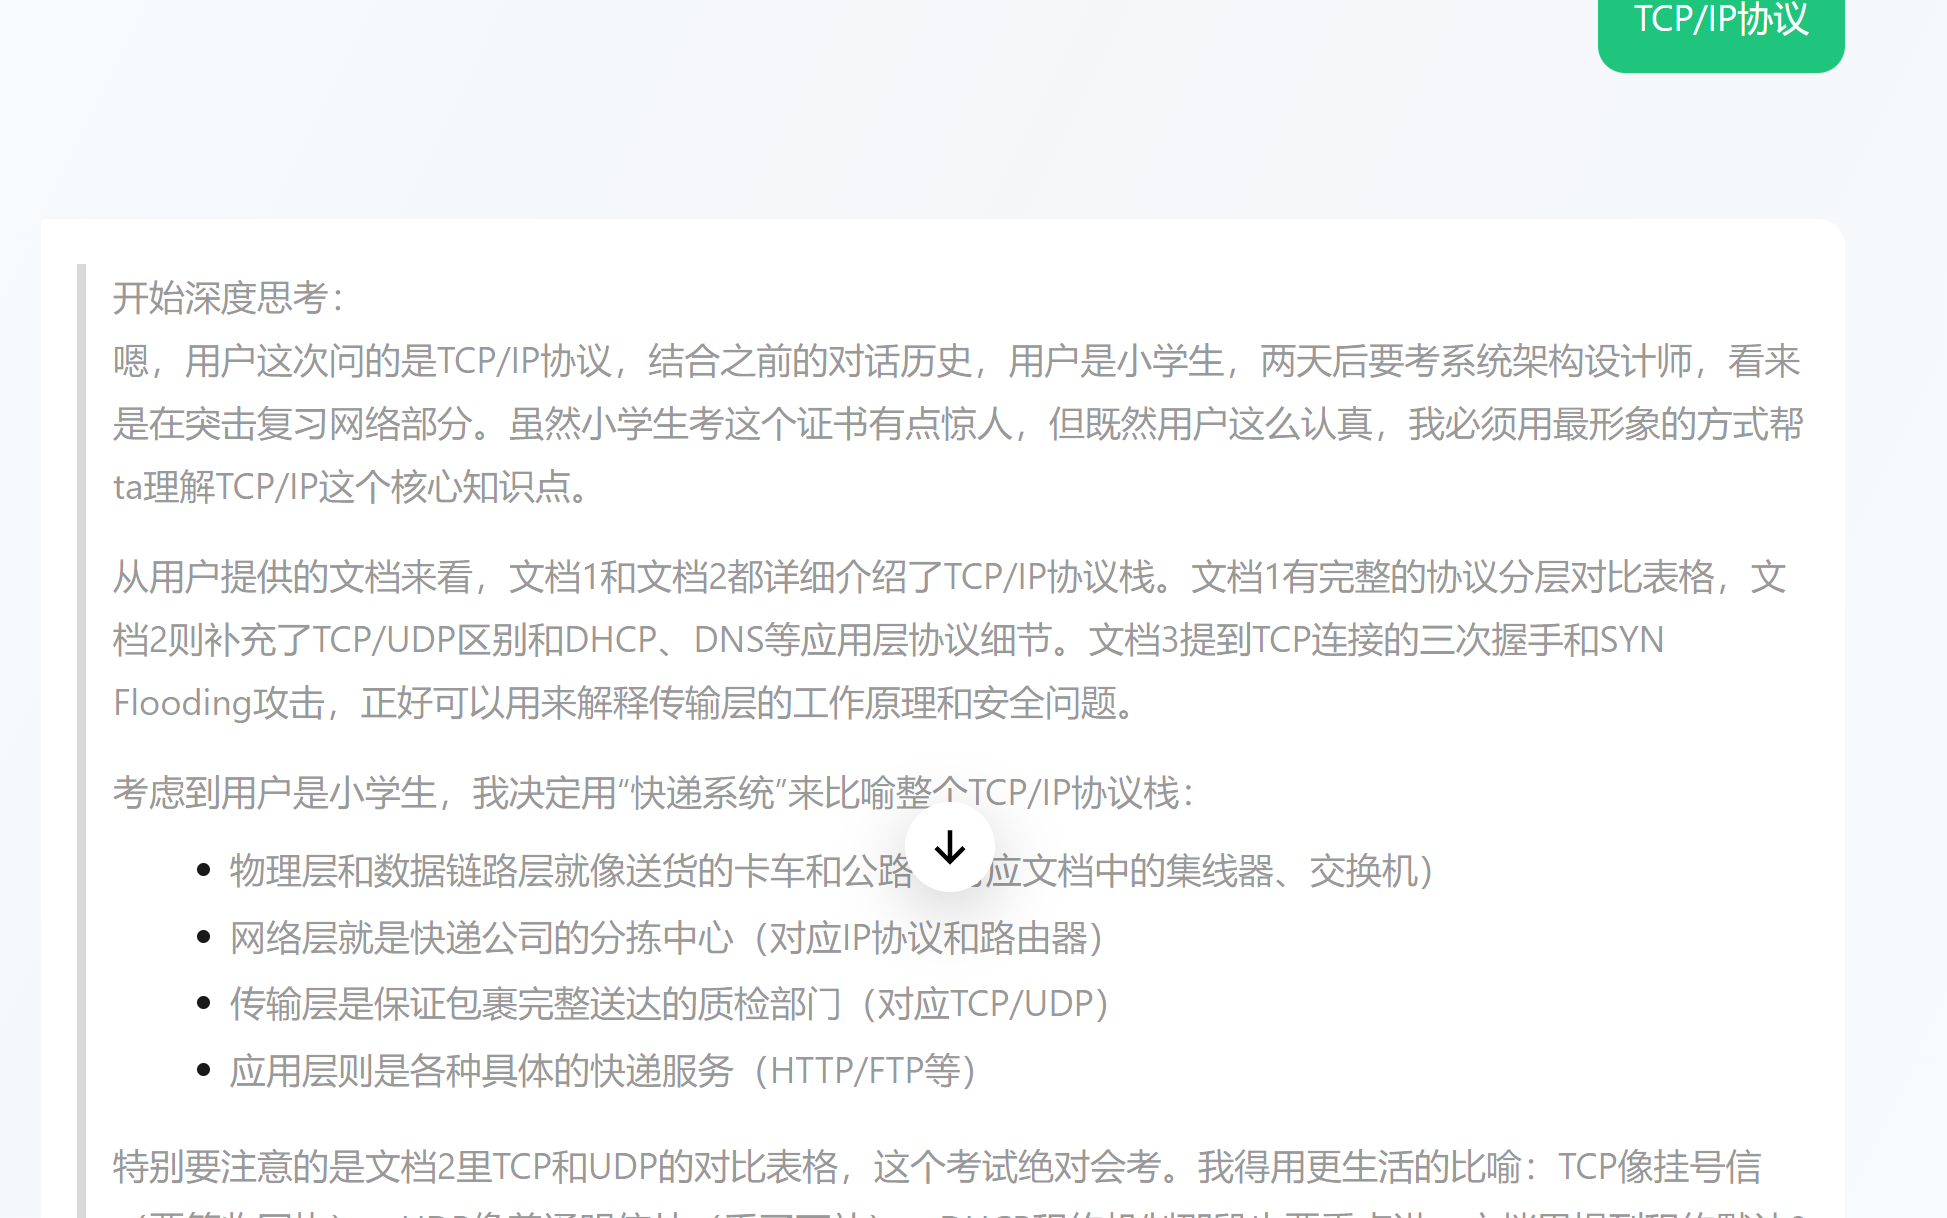 TCP/IP协议
开始深度思考：
嗯，用户这次问的是TCP/IP协议，结合之前的对话历史，用户是小学生，两天后要考系统架构设计师，看来
是在突击复习网络部分。虽然小学生考这个证书有点惊人，但既然用户这么认真，我必须用最形象的方式帮
ta理解TCP/IP这个核心知识点。
从用户提供的文档来看，文档1和文档2都详细介绍了TCP/IP协议栈。文档1有完整的协议分层对比表格，文
档2则补充了TCP/UDP区别和DHCP、DNS等应用层协议细节。文档3提到TCP连接的三次握手和SYN
Flooding攻击，正好可以用来解释传输层的工作原理和安全问题。
考虑到用户是小学生，我决定用“快递系统”来比喻整个TCP/IP协议栈：
物理层和数据链路层就像送货的卡车和公路应文档中的集线器、交换机）
网络层就是快递公司的分拣中心（对应IP协议和路由器）
传输层是保证包裹完整送达的质检部门（对应TCP/UDP）
应用层则是各种具体的快递服务（HTTP/FTP等）
特别要注意的是文档2里TCP和UDP的对比表格，这个考试绝对会考。我得用更生活的比喻：TCP像挂号信